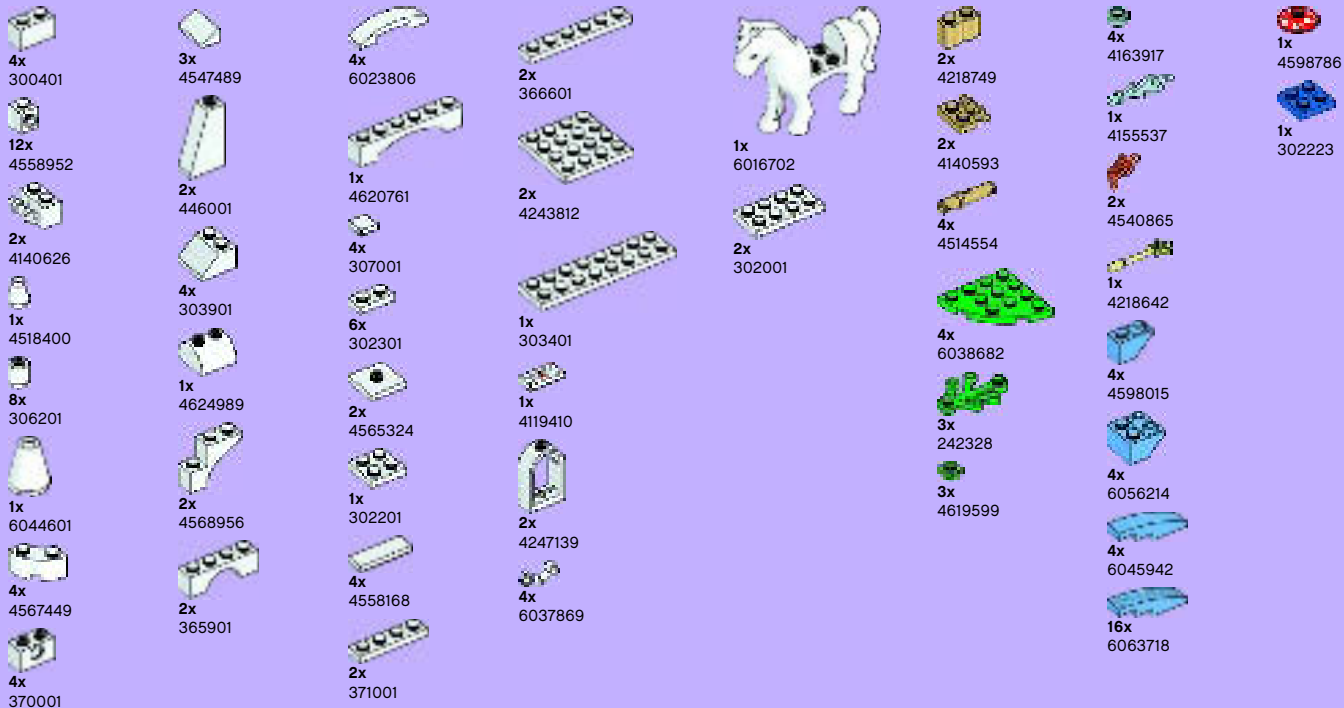 4x
300401
12x
4558952
2x
4140626
1x
4518400
8x
306201
1x
6044601
4x
4567449
4x
370001
3x
4547489
2x
446001
4x
303901
1x
4624989
2x
4568956
2x
365901
4x
6023806
1x
4620761
4x
307001
6x
302301
2x
4565324
1x
302201
4x
4558168
2x
371001
2x
366601
2x
4243812
1x
303401
1x
4119410
2x
4247139
4x
6037869
1x
6016702
2x
302001
2x
4218749
2x
4140593
4x
4514554
4x
6038682
3x
242328
3x
4619599
4x
4163917
1x
4155537
2x
4540865
1x
4218642
4x
4598015
4x
6056214
4x
6045942
16x
6063718
1x
4598786
1x
302223